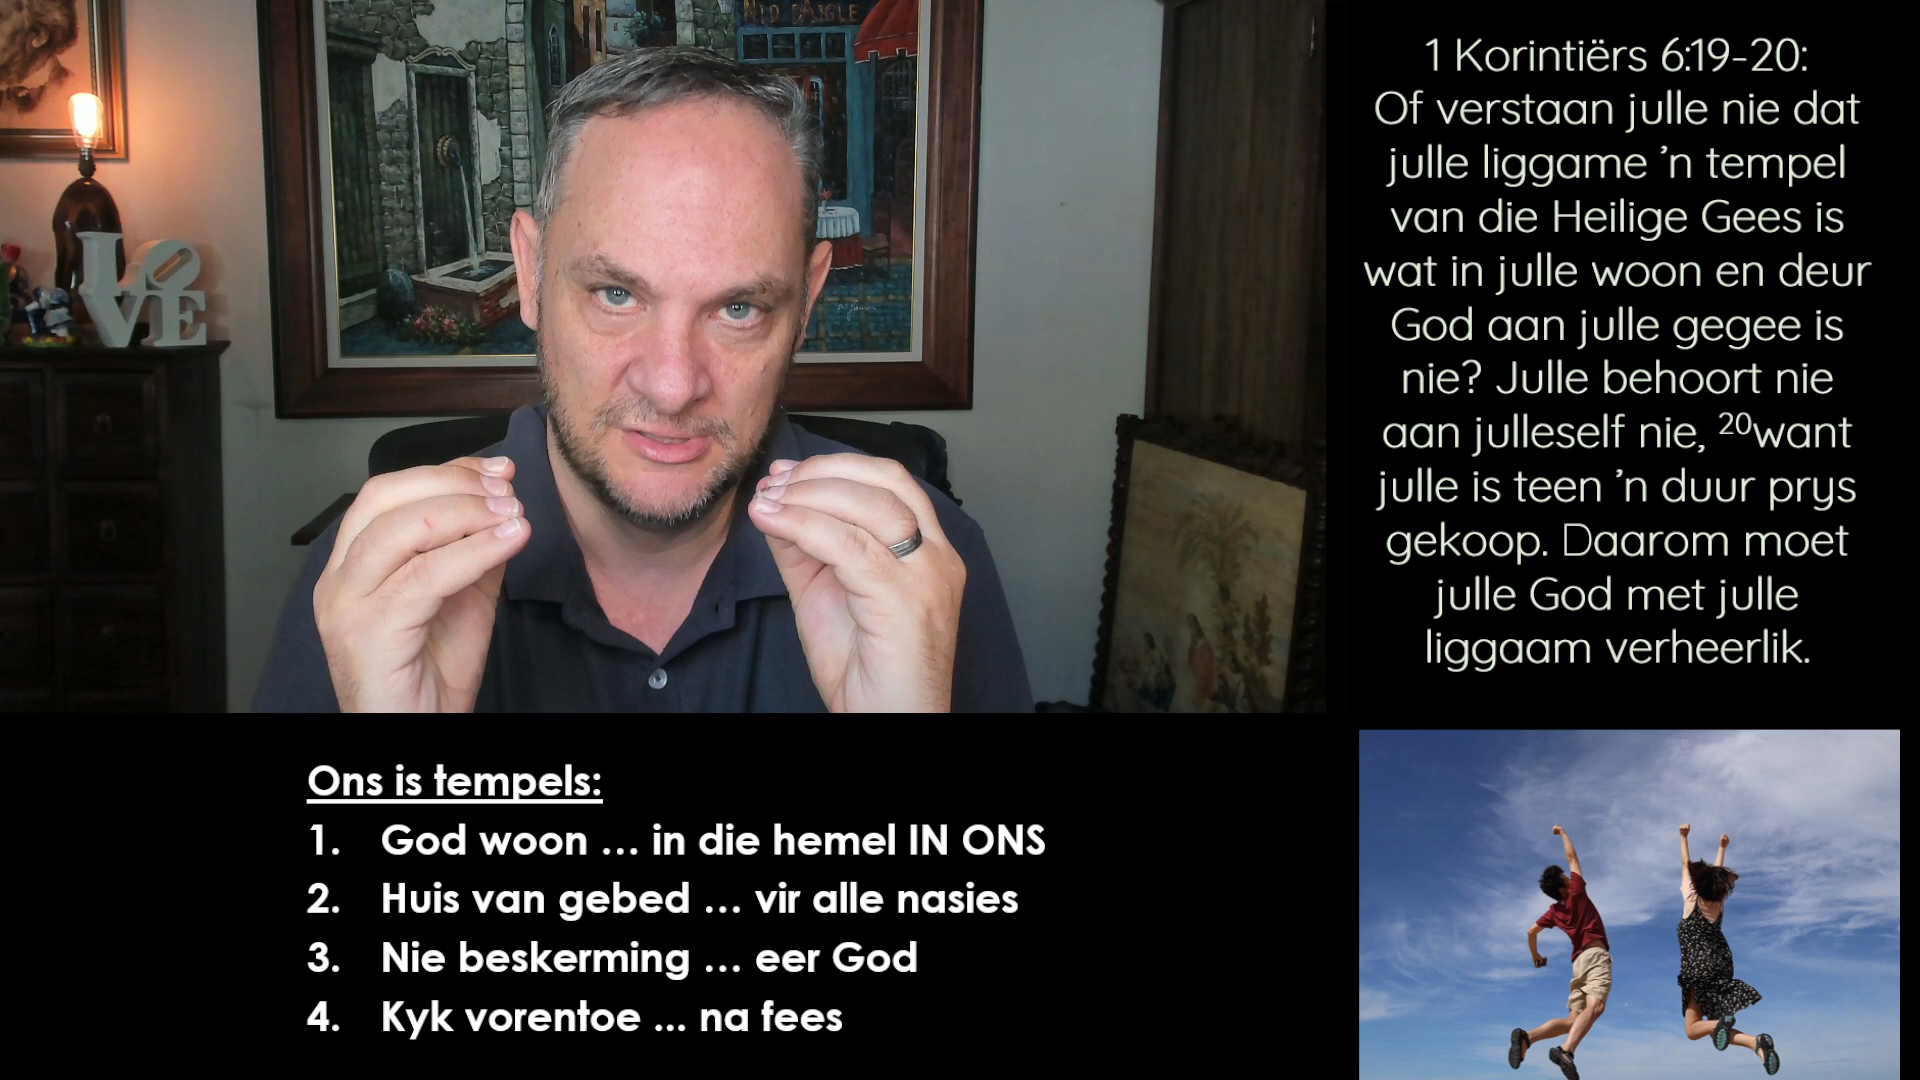 NID D'AIGLE
LO
VE
1 Korintiërs 6:19-20:
Of verstaan julle nie dat
julle liggame ’n tempel
van die Heilige Gees is
wat in julle woon en deur
God aan julle gegee is
nie? Julle behoort nie
aan julleself nie, ²⁰want
julle is teen ’n duur prys
gekoop. Daarom moet
julle God met julle
liggaam verheerlik.
Ons is tempels:
1. God woon … in die hemel IN ONS
2. Huis van gebed … vir alle nasies
3. Nie beskerming … eer God
4. Kyk vorentoe ... na fees